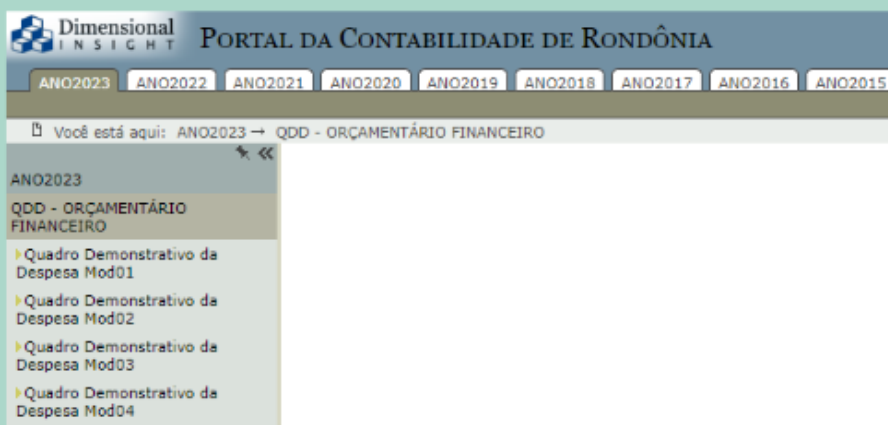 Dimensional
INSIGHT
PORTAL DA CONTABILIDADE DE RONDÔNIA
ANO2023 ANO2022 ANO2021 ANO2020 ANO2019 ANO2018 ANO2017 ANO2016 ANO2015
Você está aqui: ANO2023→ QDD - ORÇAMENTÁRIO FINANCEIRO
ANO2023
QDD - ORÇAMENTÁRIO
FINANCEIRO
Quadro Demonstrativo da
Despesa Mod01
Quadro Demonstrativo da
Despesa Mod02
Quadro Demonstrativo da
Despesa Mod03
Quadro Demonstrativo da
Despesa Mod04